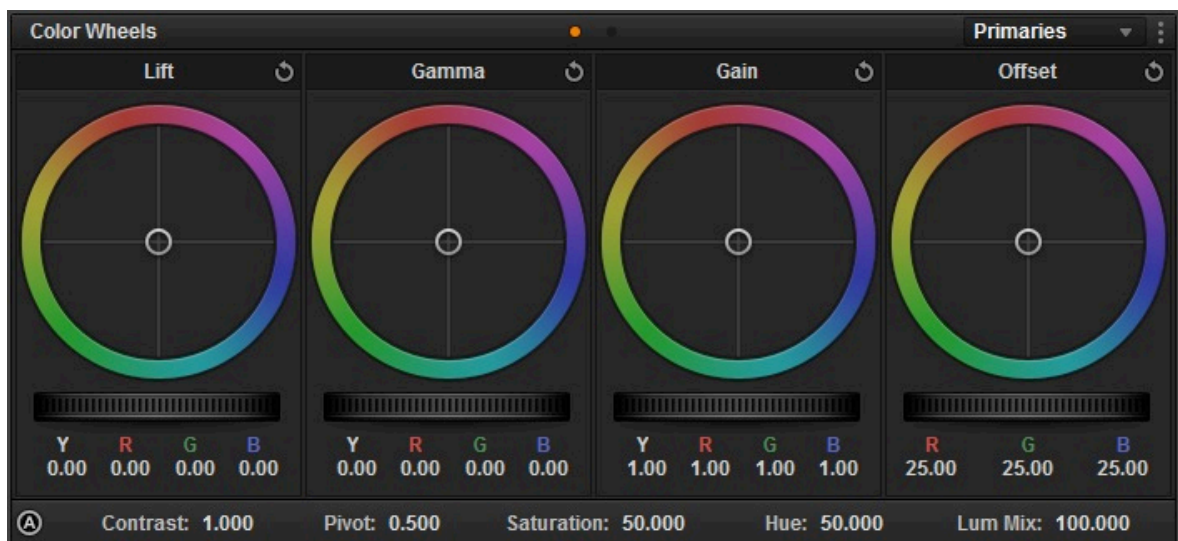 Color Wheels Primaries
Lift Gamma Gain Offset
Y R G B Y R G B Y R G B R G B
0.00 0.00 0.00 0.00 0.00 0.00 0.00 0.00 1.00 1.00 1.00 1.00 25.00 25.00 25.00
A Contrast: 1.000 Pivot: 0.500 Saturation: 50.000 Hue: 50.000 Lum Mix: 100.000